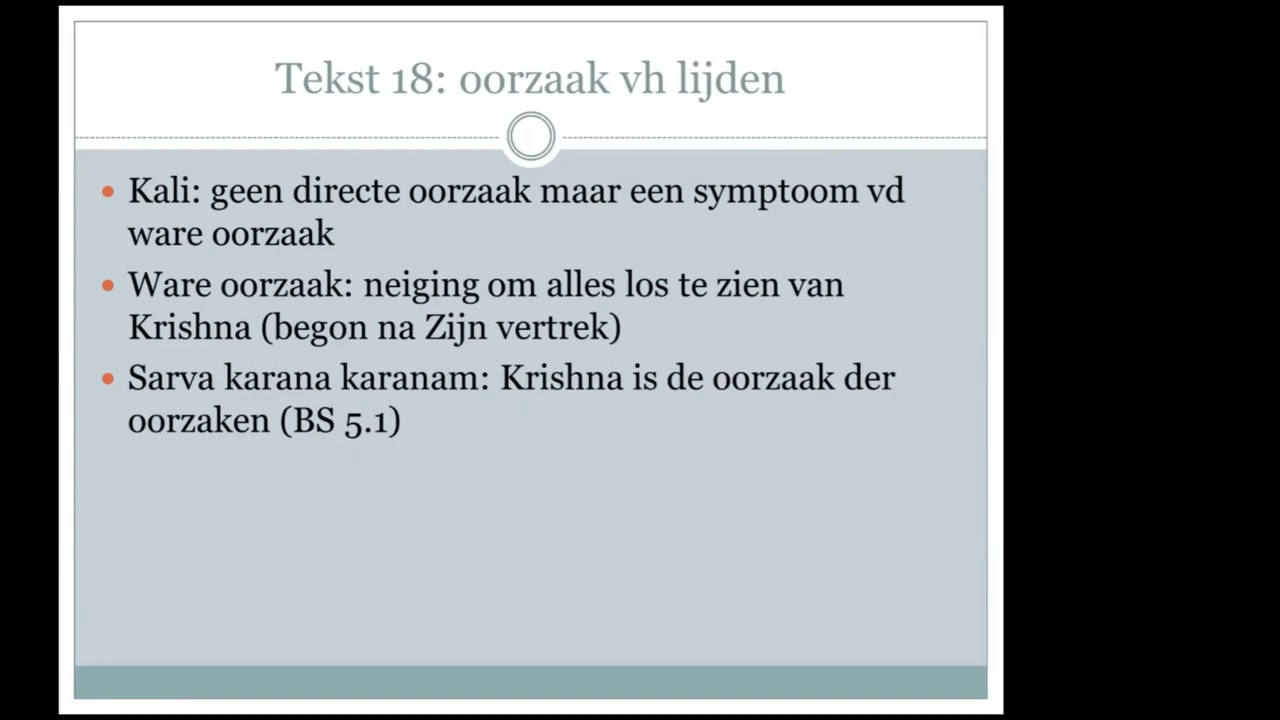 Tekst 18: oorzaak vh lijden
Kali: geen directe oorzaak maar een symptoom vd
ware oorzaak
Ware oorzaak: neiging om alles los te zien van
Krishna (begon na Zijn vertrek)
Sarva karana karanam: Krishna is de oorzaak der
oorzaken (BS 5.1)